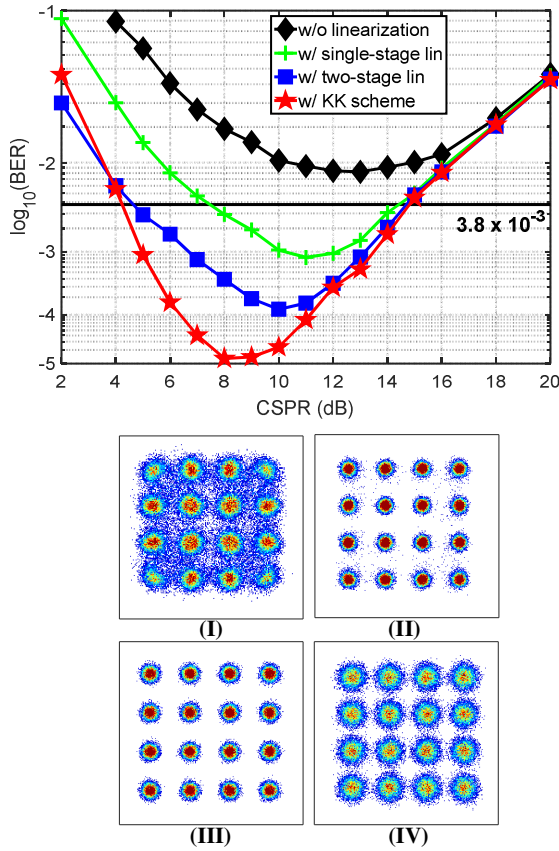 -1
w/o linearization
w/ single-stage lin
w/ two-stage lin
w/ KK scheme
-2
log10(BER)
3.8 x 10-3
-3
-4
-5
2 4 6 8 10 12 14 16 18 20
CSPR (dB)
(I) (II)
(III) (IV)